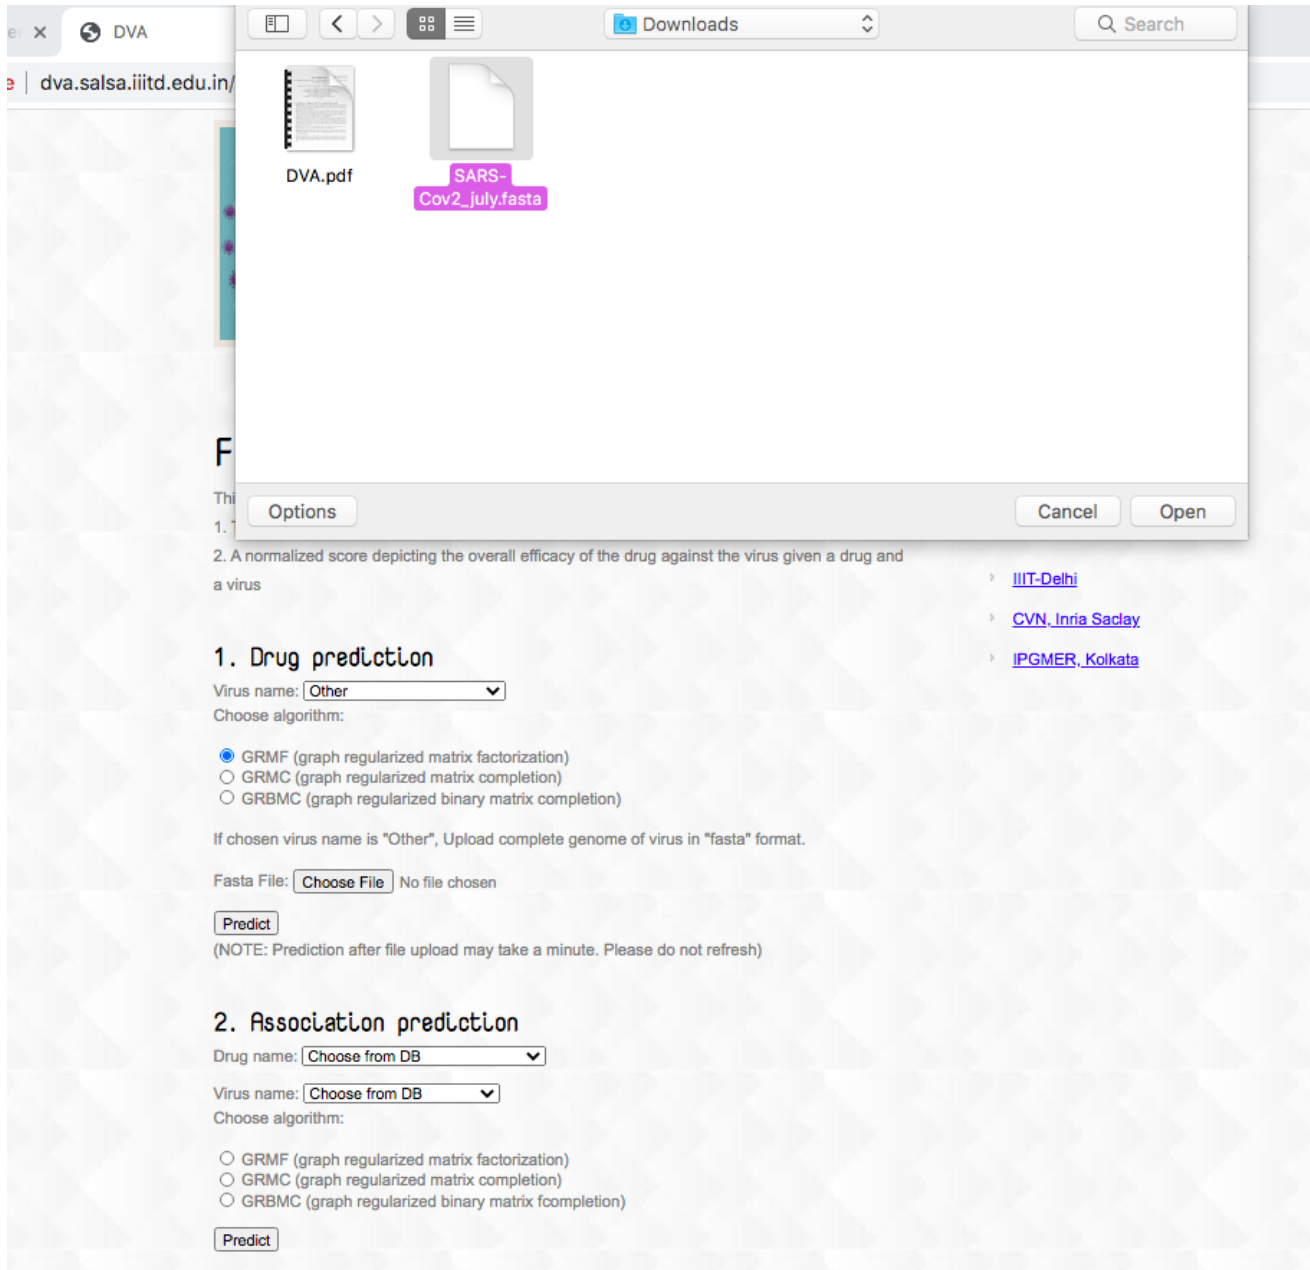 DVA
Downloads
Search
dva.salsa.iiitd.edu.in/
DVA.pdf
SARS-
Cov2_july.fasta
F
Thi
Options
Cancel
Open
1.
2. A normalized score depicting the overall efficacy of the drug against the virus given a drug and
a virus
IIIT-Delhi
CVN, Inria Saclay
IPGMER, Kolkata
1. Drug prediction
Virus name: Other
Choose algorithm:
GRMF (graph regularized matrix factorization)
GRMC (graph regularized matrix completion)
GRBMC (graph regularized binary matrix completion)
If chosen virus name is "Other", Upload complete genome of virus in "fasta" format.
Fasta File: Choose File No file chosen
Predict
(NOTE: Prediction after file upload may take a minute. Please do not refresh)
2. Association prediction
Drug name: Choose from DB
Virus name: Choose from DB
Choose algorithm:
GRMF (graph regularized matrix factorization)
GRMC (graph regularized matrix completion)
GRBMC (graph regularized binary matrix fcompletion)
Predict